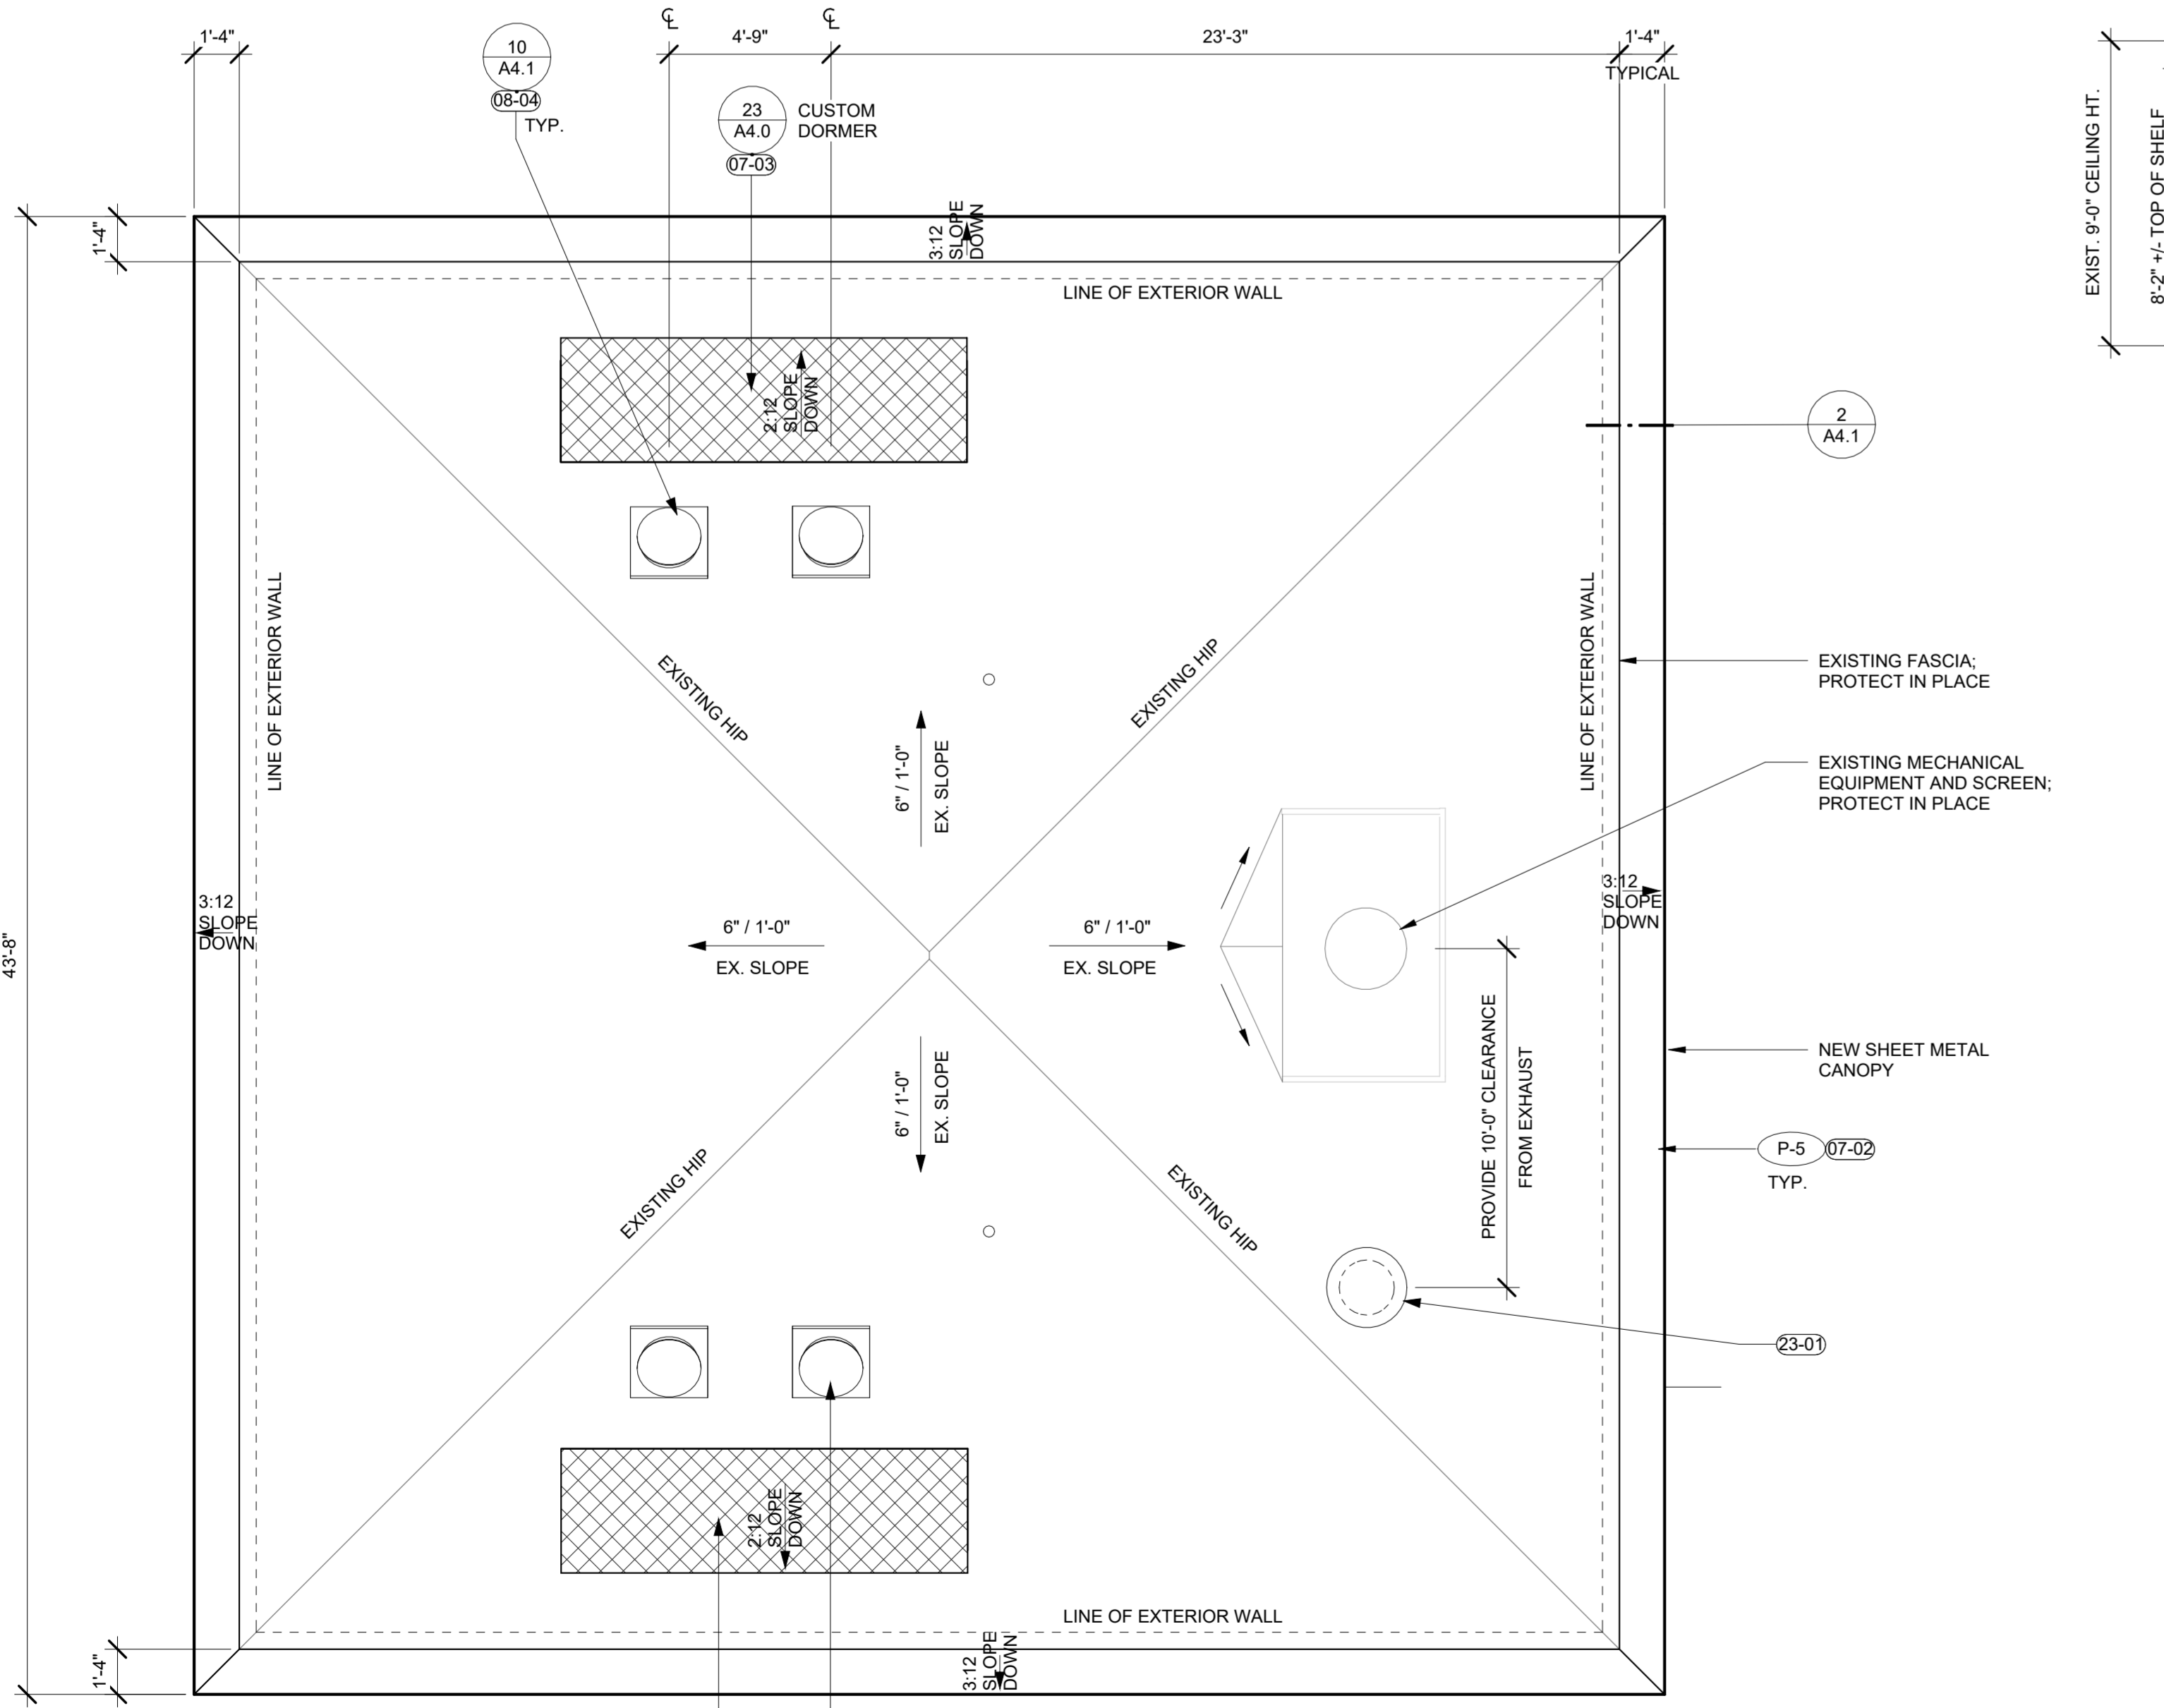 ℄
℄
1'-4"
4'-9"
23'-3"
1'-4"
TYPICAL
10
A4.1
08-04
TYP.
23
A4.0
07-03
CUSTOM
DORMER
EXIST. 9'-0" CEILING HT.
8'-2" +/- TOP OF SHELF
1'-4"
3:12
SLOPE
DOWN
LINE OF EXTERIOR WALL
2:12
SLOPE
DOWN
2
A4.1
LINE OF EXTERIOR WALL
EXISTING HIP
EXISTING HIP
LINE OF EXTERIOR WALL
EXISTING FASCIA;
PROTECT IN PLACE
6" / 1'-0"
EX. SLOPE
EXISTING MECHANICAL
EQUIPMENT AND SCREEN;
PROTECT IN PLACE
43'-8"
3:12
SLOPE
DOWN
6" / 1'-0"
EX. SLOPE
6" / 1'-0"
EX. SLOPE
3:12
SLOPE
DOWN
PROVIDE 10'-0" CLEARANCE
FROM EXHAUST
6" / 1'-0"
EX. SLOPE
NEW SHEET METAL
CANOPY
P-5
07-02
TYP.
EXISTING HIP
EXISTING HIP
23-01
2:12
SLOPE
DOWN
LINE OF EXTERIOR WALL
1'-4"
3:12
SLOPE
DOWN